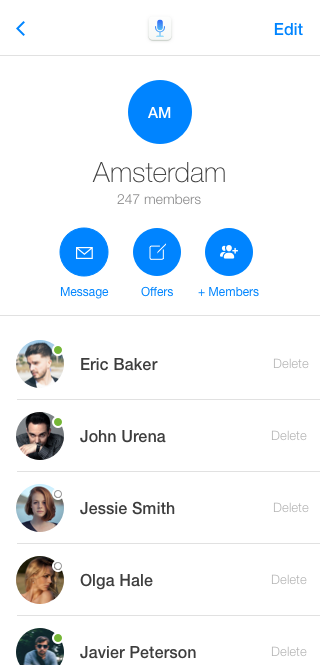 Edit
AM
Amsterdam
247 members
Message
Offers
+ Members
Eric Baker
Delete
John Urena
Delete
Jessie Smith
Delete
Olga Hale
Delete
Javier Peterson
Delete